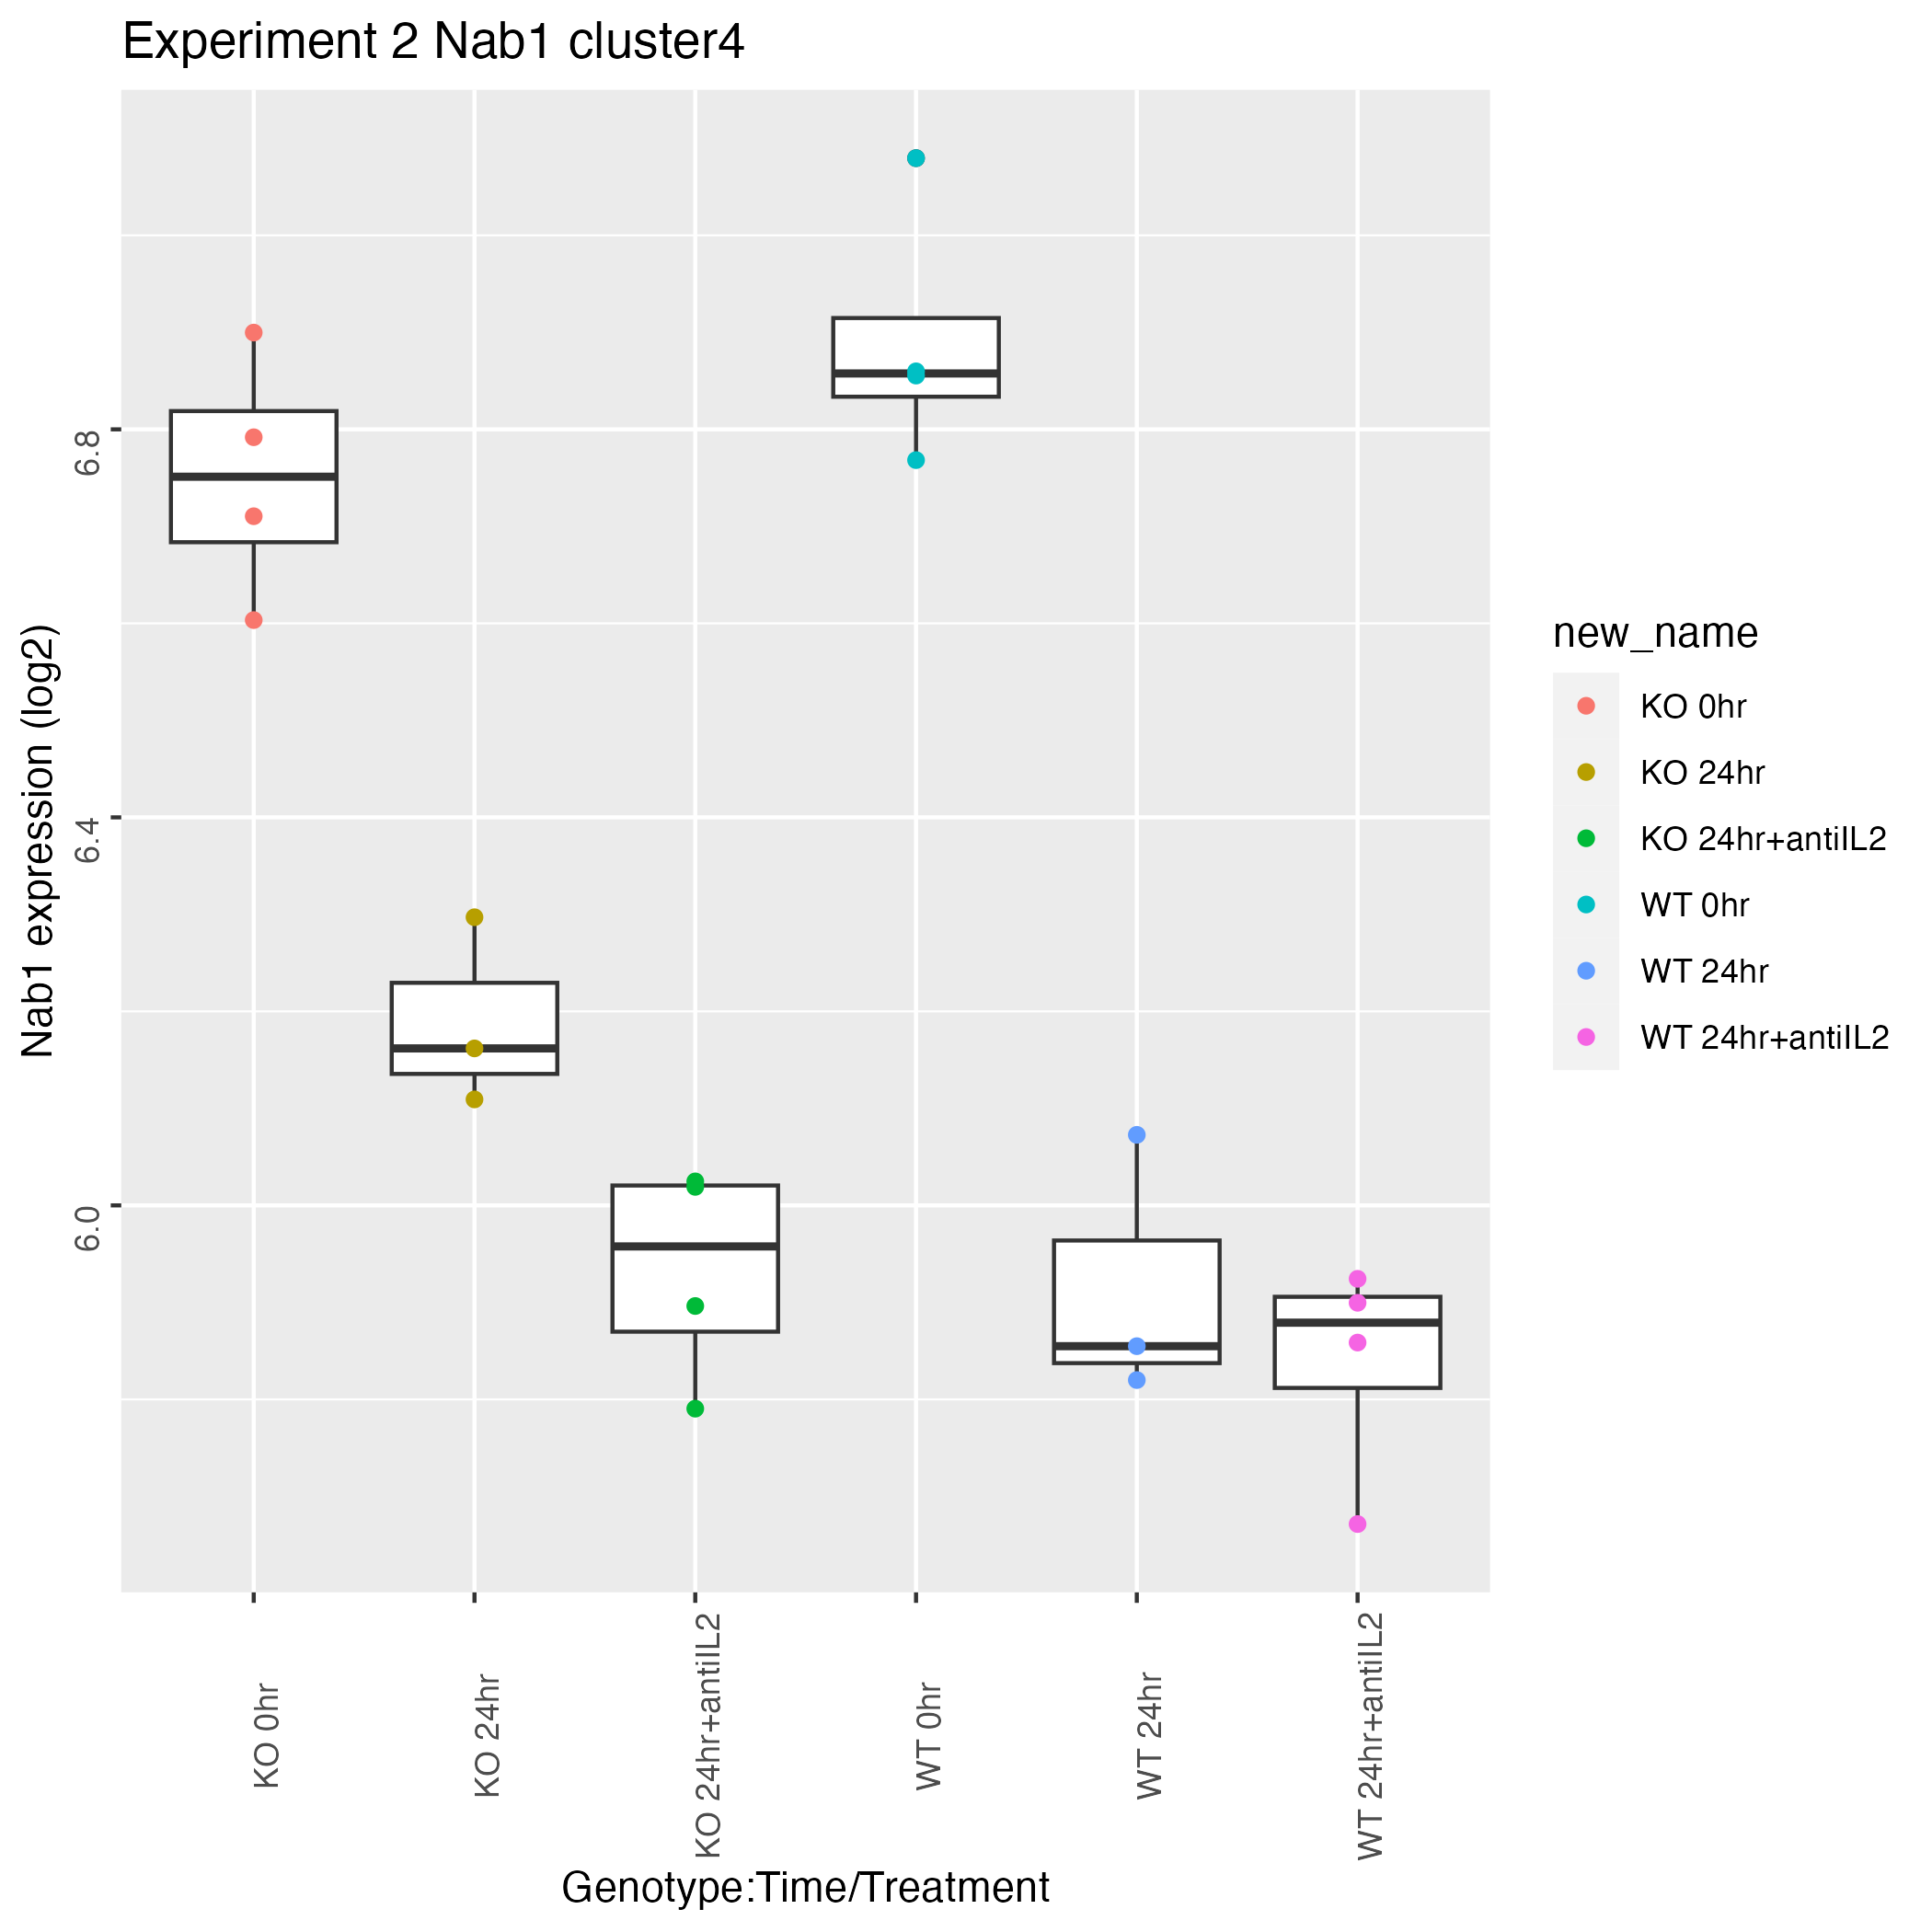 Experiment 2 Nab1 cluster4
Nab1 expression (log2)
6.8
6.4
6.0
KO 0hr
KO 24hr
KO 24hr+antiIL2
WT 0hr
WT 24hr
WT 24hr+antiIL2
Genotype:Time/Treatment
new_name
KO 0hr
KO 24hr
KO 24hr+antiIL2
WT 0hr
WT 24hr
WT 24hr+antiIL2